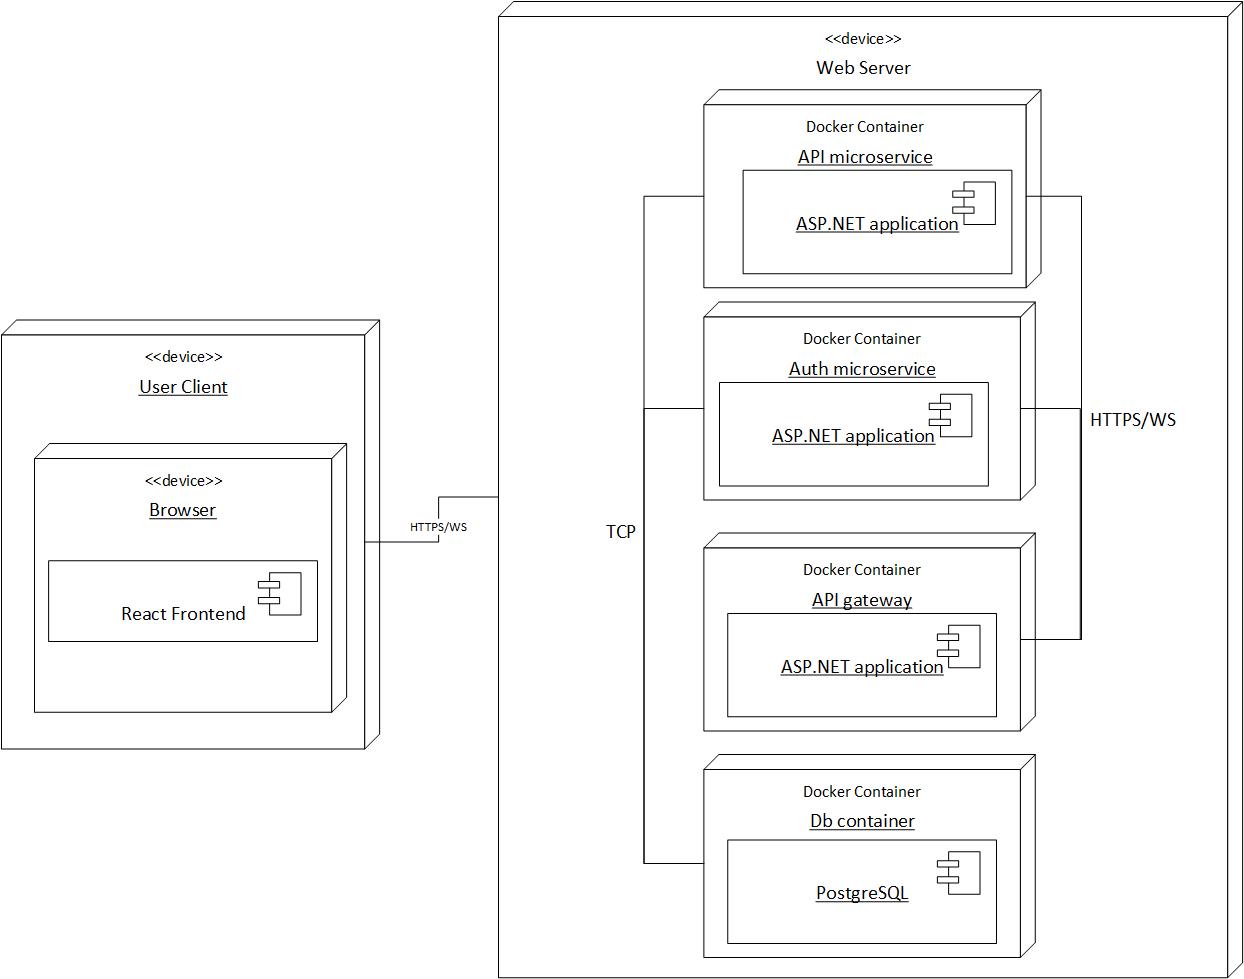 <<device>>
Web Server
Docker Container
API microservice
ASP.NET application
Docker Container
Auth microservice
ASP.NET application
HTTPS/WS
TCP
Docker Container
API gateway
ASP.NET application
Docker Container
Db container
PostgreSQL
<<device>>
User Client
<<device>>
Browser
React Frontend
HTTPS/WS